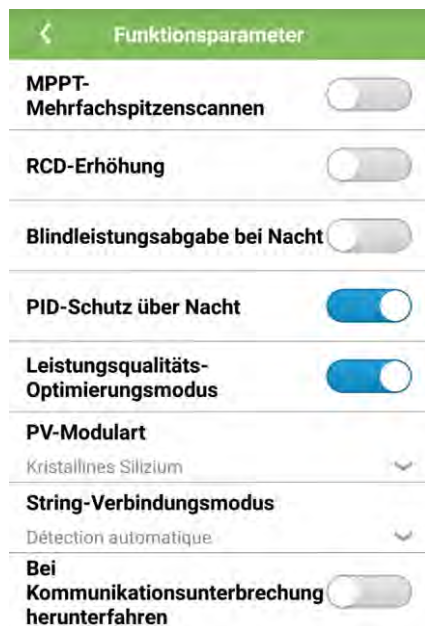 Funktionsparameter
MPPT-
Mehrfachspitzenscannen
RCD-Erhöhung
Blindleistungsabgabe bei Nacht
PID-Schutz über Nacht
Leistungsqualitäts-
Optimierungsmodus
PV-Modulart
Kristallines Silizium
String-Verbindungsmodus
Détection automatique
Bei
Kommunikationsunterbrechung
herunterfahren